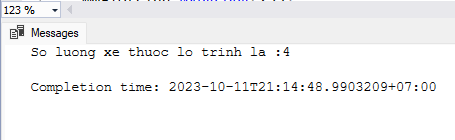 123 %
Messages
So luong xe thuoc lo trinh la :4
Completion time: 2023-10-11T21:14:48.9903209+07:00